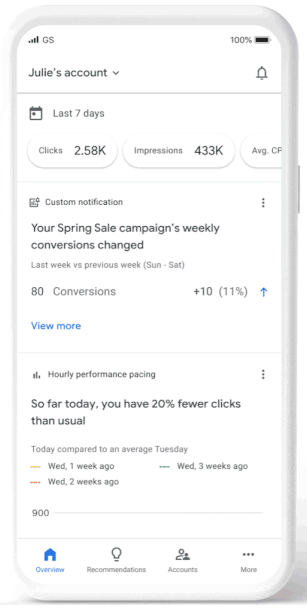 GS 100%
Julie's account
Last 7 days
Clicks 2.58K Impressions 433K Avg. CP
Custom notification
Your Spring Sale campaign's weekly
conversions changed
Last week vs previous week (Sun - Sat)
80 Conversions +10 (11%) ↑
View more
Hourly performance pacing
So far today, you have 20% fewer clicks
than usual
Today compared to an average Tuesday
Wed, 1 week ago Wed, 3 weeks ago
Wed, 2 weeks ago
900
Overview Recommendations Accounts More